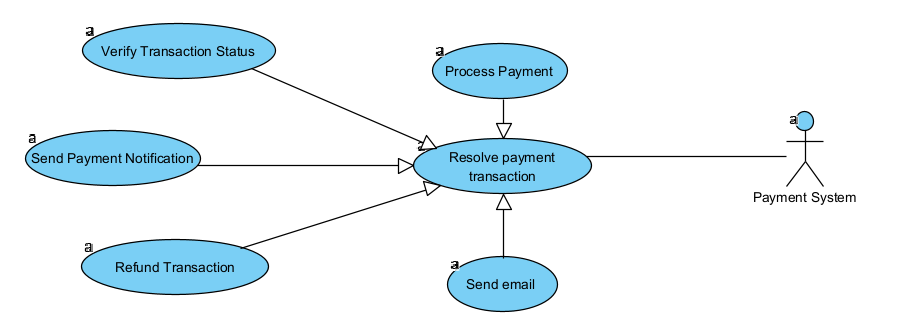 a
Verify Transaction Status
a
Process Payment
a
Send Payment Notification
Resolve payment
transaction
a
Payment System
a
Refund Transaction
a
Send email